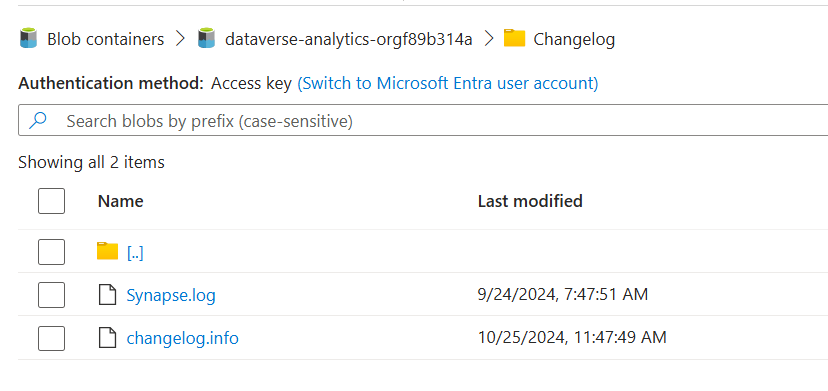 Blob containers > dataverse-analytics-orgf89b314a > Changelog
Authentication method: Access key (Switch to Microsoft Entra user account)
Search blobs by prefix (case-sensitive)
Showing all 2 items
Name Last modified
[..]
Synapse.log 9/24/2024, 7:47:51 AM
changelog.info 10/25/2024, 11:47:49 AM